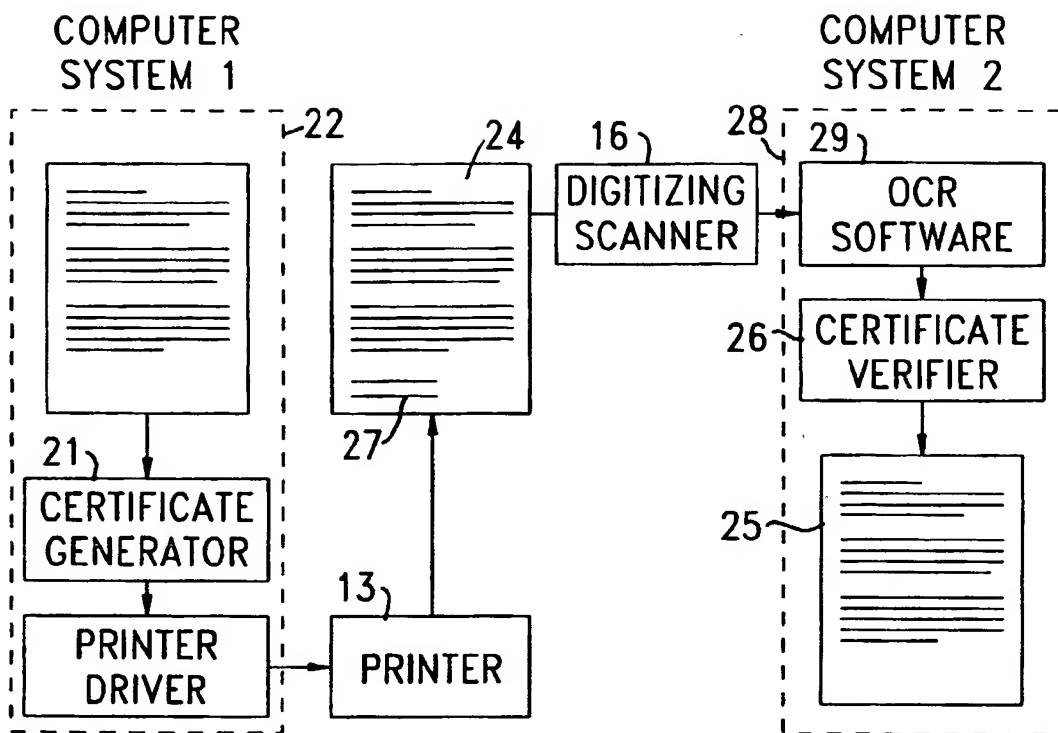 COMPUTER
SYSTEM 1
22
21
CERTIFICATE
GENERATOR
PRINTER
DRIVER
24
27
13
PRINTER
16
DIGITIZING
SCANNER
COMPUTER
SYSTEM 2
28
29
OCR
SOFTWARE
26
CERTIFICATE
VERIFIER
25